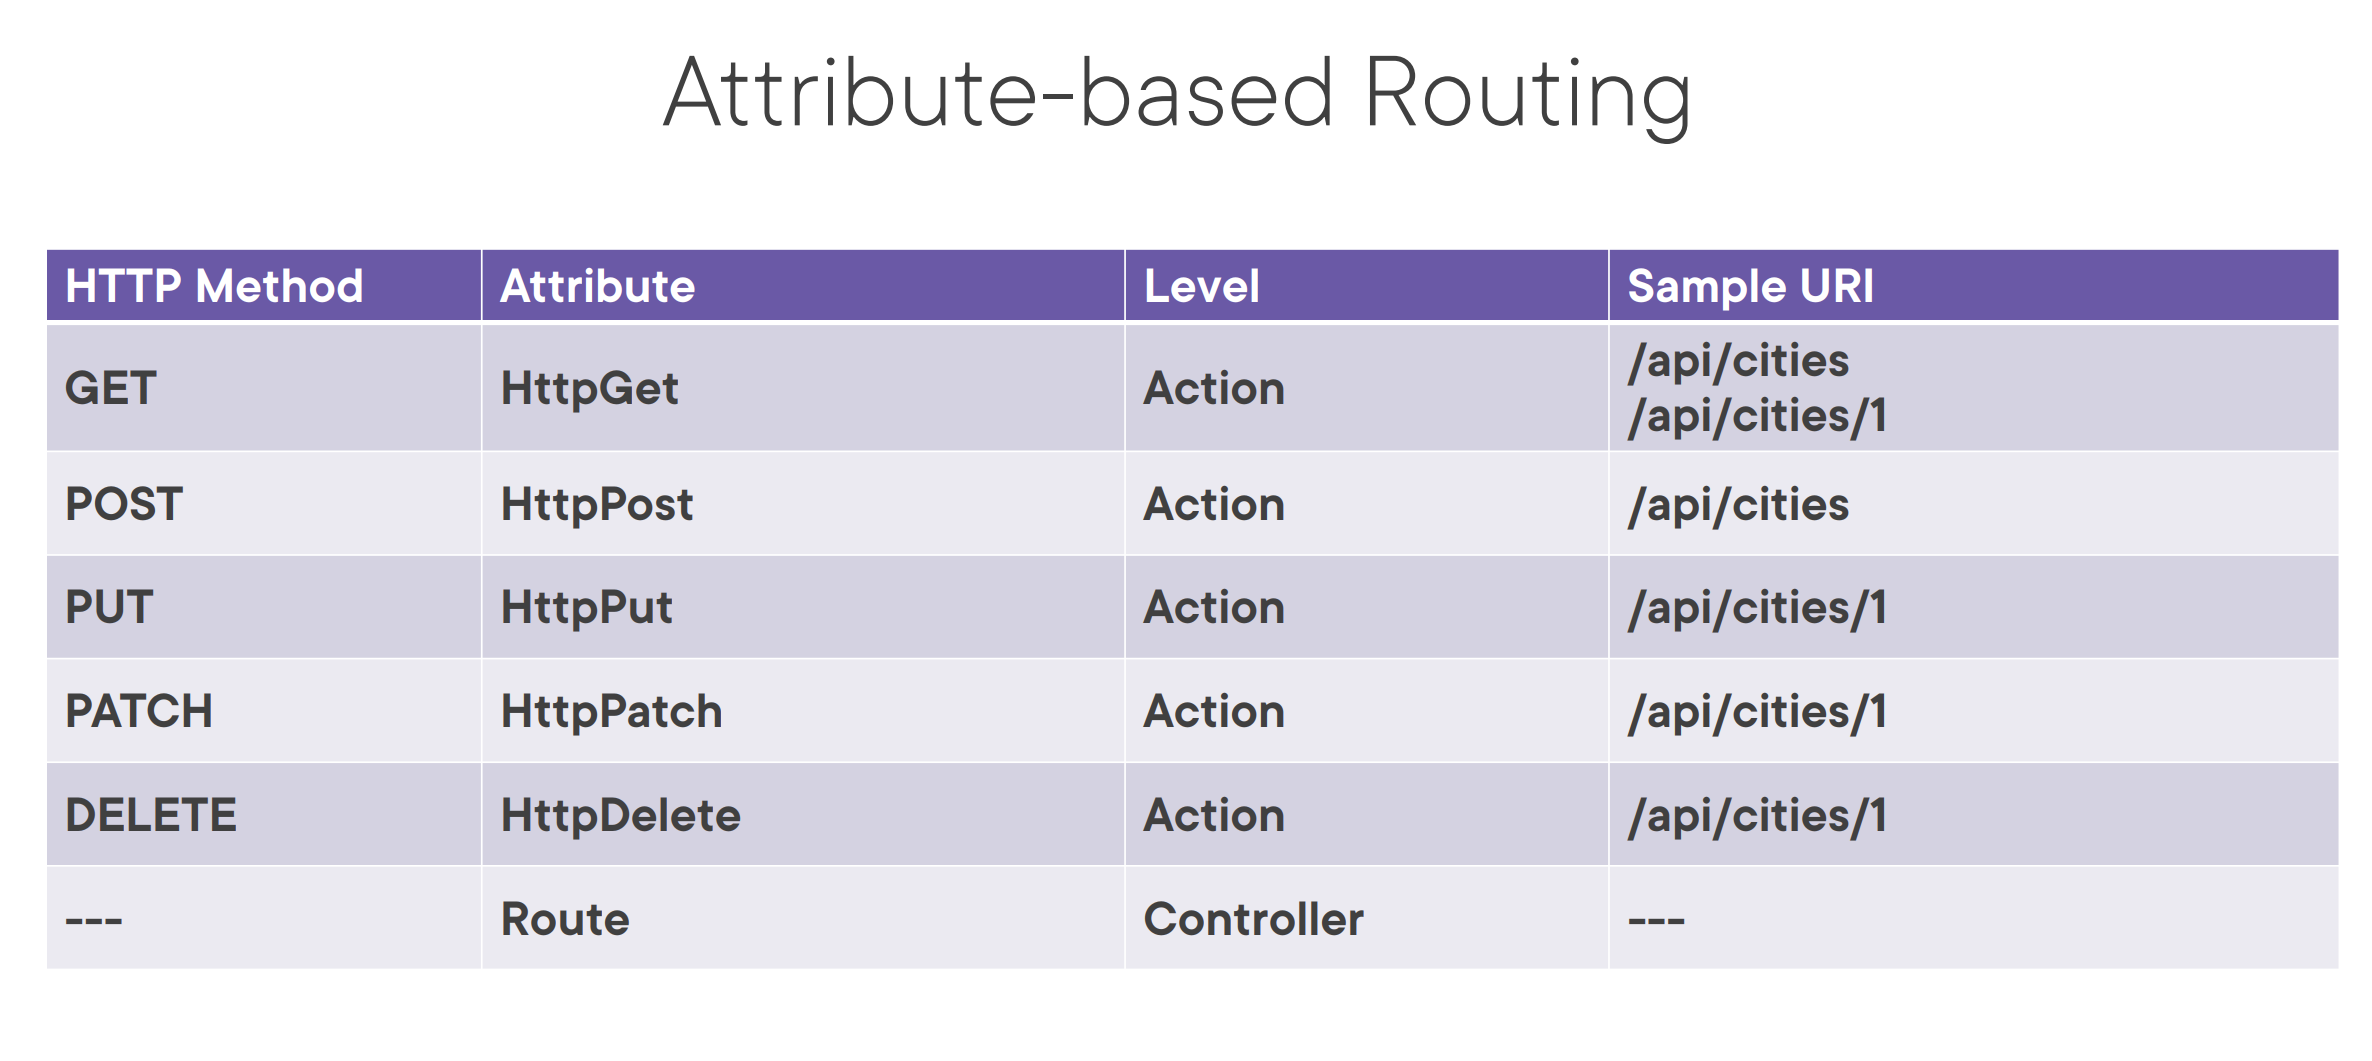 Attribute-based Routing
HTTP Method Attribute Level Sample URI
GET HttpGet Action /api/cities
/api/cities/1
POST HttpPost Action /api/cities
PUT HttpPut Action /api/cities/1
PATCH HttpPatch Action /api/cities/1
DELETE HttpDelete Action /api/cities/1
--- Route Controller ---